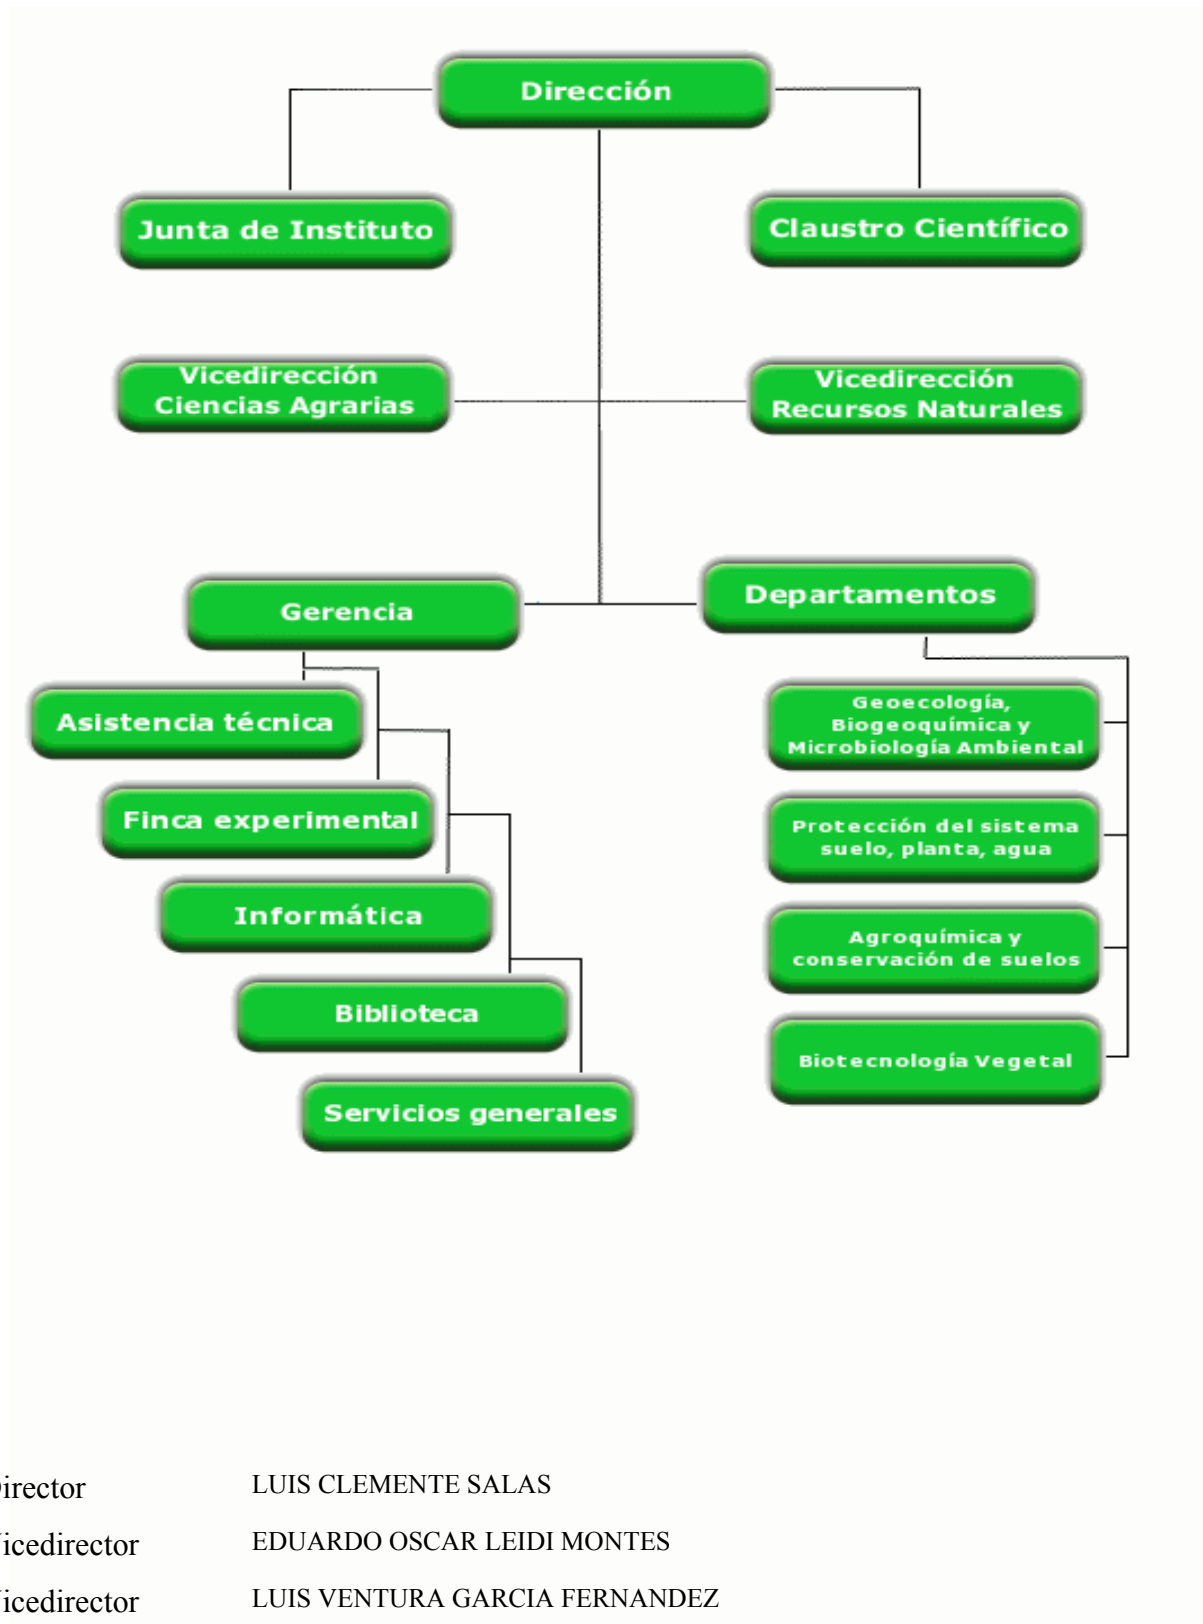 Dirección
Junta de Instituto
Claustro Científico
Vicedirección
Ciencias Agrarias
Vicedirección
Recursos Naturales
Gerencia
Departamentos
Asistencia técnica
Finca experimental
Informática
Biblioteca
Servicios generales
Geoecología,
Biogeoquímica y
Microbiología Ambiental
Protección del sistema
suelo, planta, agua
Agroquímica y
conservación de suelos
Biotecnología Vegetal
Director LUIS CLEMENTE SALAS
icedirector EDUARDO OSCAR LEIDI MONTES
icedirector LUIS VENTURA GARCIA FERNANDEZ